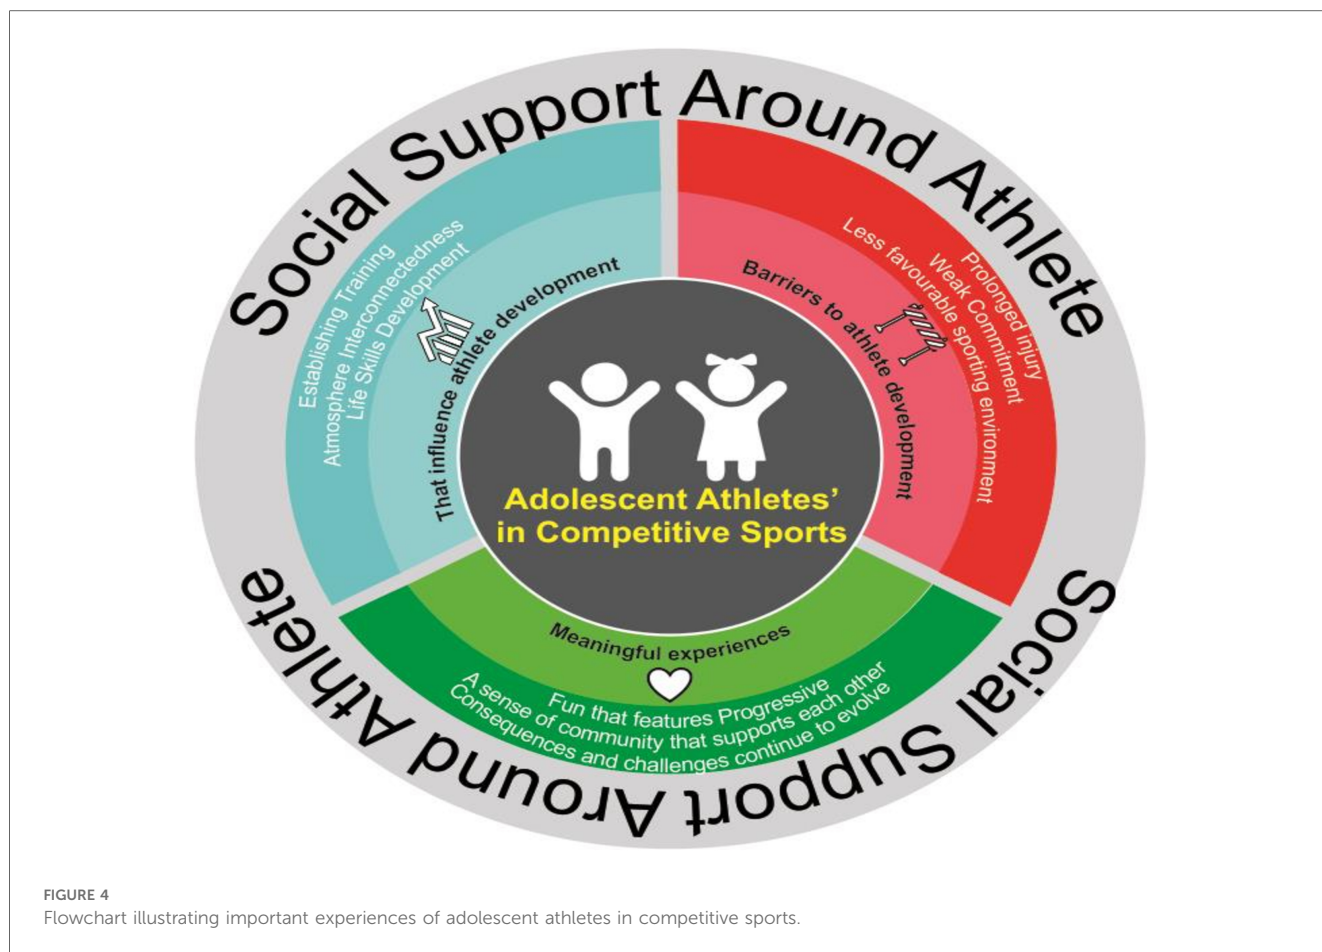 Social Support Around Athlete
Establishing Training
Atmosphere Interconnectedness
Life Skills Development
That influence athlete development
Prolonged injury
Weak Commitment
Less favourable sporting environment
Barriers to athlete development
Adolescent Athletes’
in Competitive Sports
Meaningful experiences
Fun that features Progressive
A sense of community that supports each other
Consequences and challenges continue to evolve
Social Support Around Athlete
FIGURE 4
Flowchart illustrating important experiences of adolescent athletes in competitive sports.